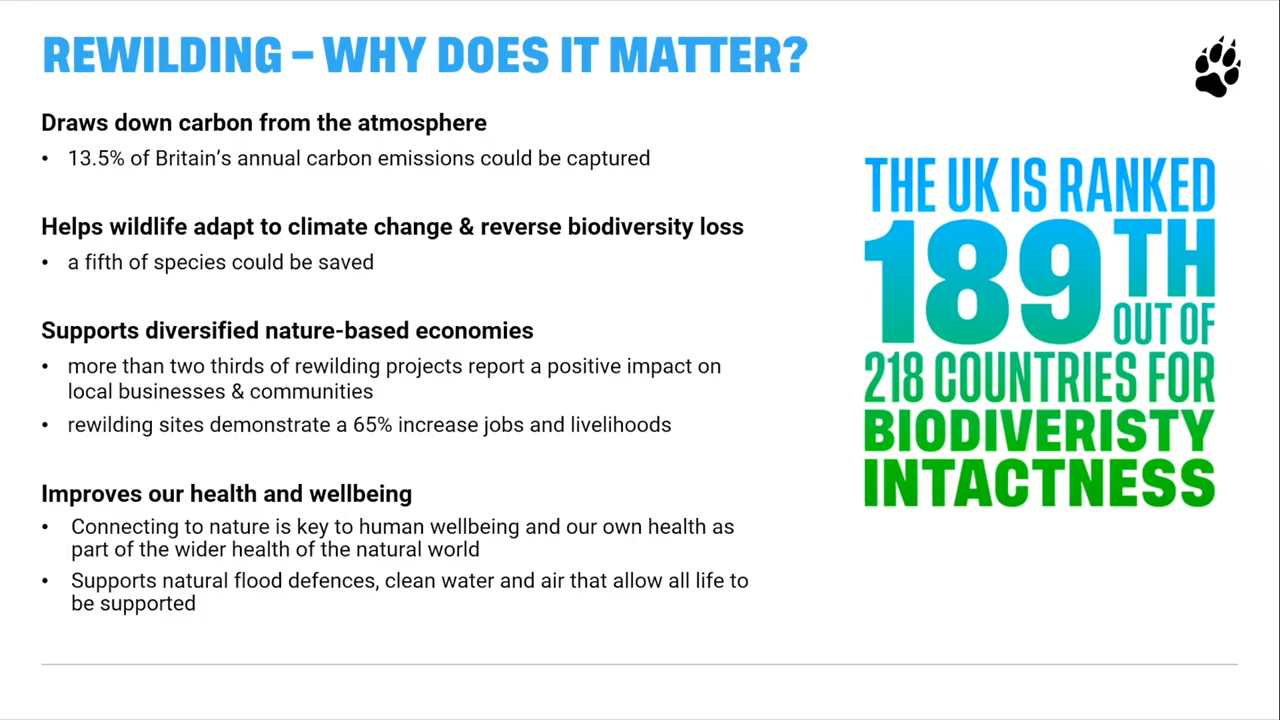 REWILDING – WHY DOES IT MATTER?
Draws down carbon from the atmosphere
• 13.5% of Britain’s annual carbon emissions could be captured
Helps wildlife adapt to climate change & reverse biodiversity loss
• a fifth of species could be saved
Supports diversified nature-based economies
• more than two thirds of rewilding projects report a positive impact on
local businesses & communities
• rewilding sites demonstrate a 65% increase jobs and livelihoods
Improves our health and wellbeing
• Connecting to nature is key to human wellbeing and our own health as
part of the wider health of the natural world
• Supports natural flood defences, clean water and air that allow all life to
be supported
THE UK IS RANKED
189TH
OUT OF
218 COUNTRIES FOR
BIODIVERISTY
INTACTNESS